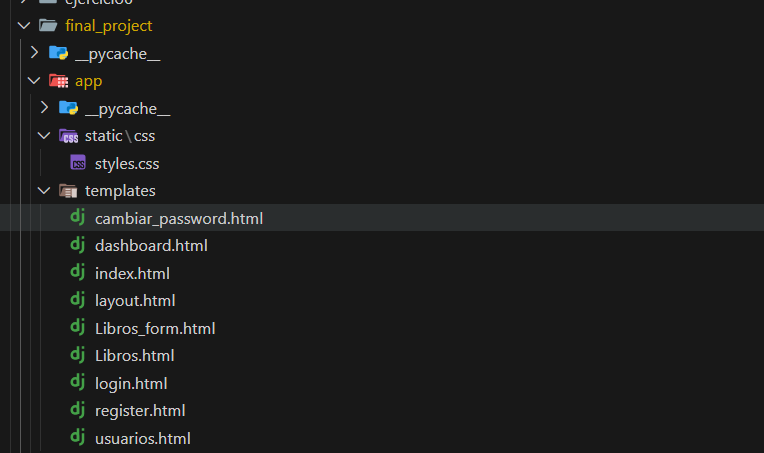 ejercicio6
final_project
__pycache__
app
__pycache__
static\css
styles.css
templates
cambiar_password.html
dashboard.html
index.html
layout.html
Libros_form.html
Libros.html
login.html
register.html
usuarios.html